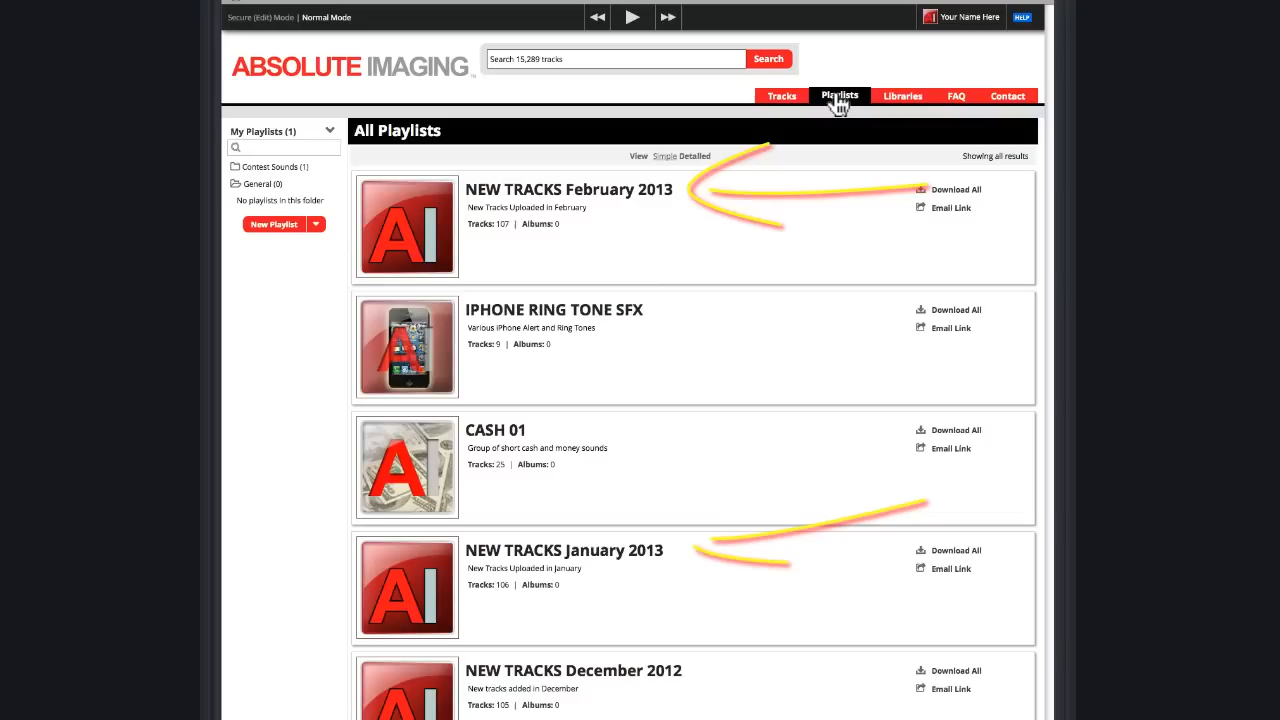 Secure (Edit) Mode | Normal Mode
AI Your Name Here HELP
ABSOLUTE IMAGING
Search 15,289 tracks Search
Tracks Playlists Libraries FAQ Contact
My Playlists (1)
Contest Sounds (1)
General (0)
No playlists in this folder
New Playlist
All Playlists
View Simple Detailed Showing all results
AI
NEW TRACKS February 2013
New Tracks Uploaded in February
Tracks: 107 | Albums: 0
Download All
Email Link
AI
IPHONE RING TONE SFX
Various iPhone Alert and Ring Tones
Tracks: 9 | Albums: 0
Download All
Email Link
AI
CASH 01
Group of short cash and money sounds
Tracks: 25 | Albums: 0
Download All
Email Link
AI
NEW TRACKS January 2013
New Tracks Uploaded in January
Tracks: 106 | Albums: 0
Download All
Email Link
AI
NEW TRACKS December 2012
New tracks added in December
Tracks: 105 | Albums: 0
Download All
Email Link